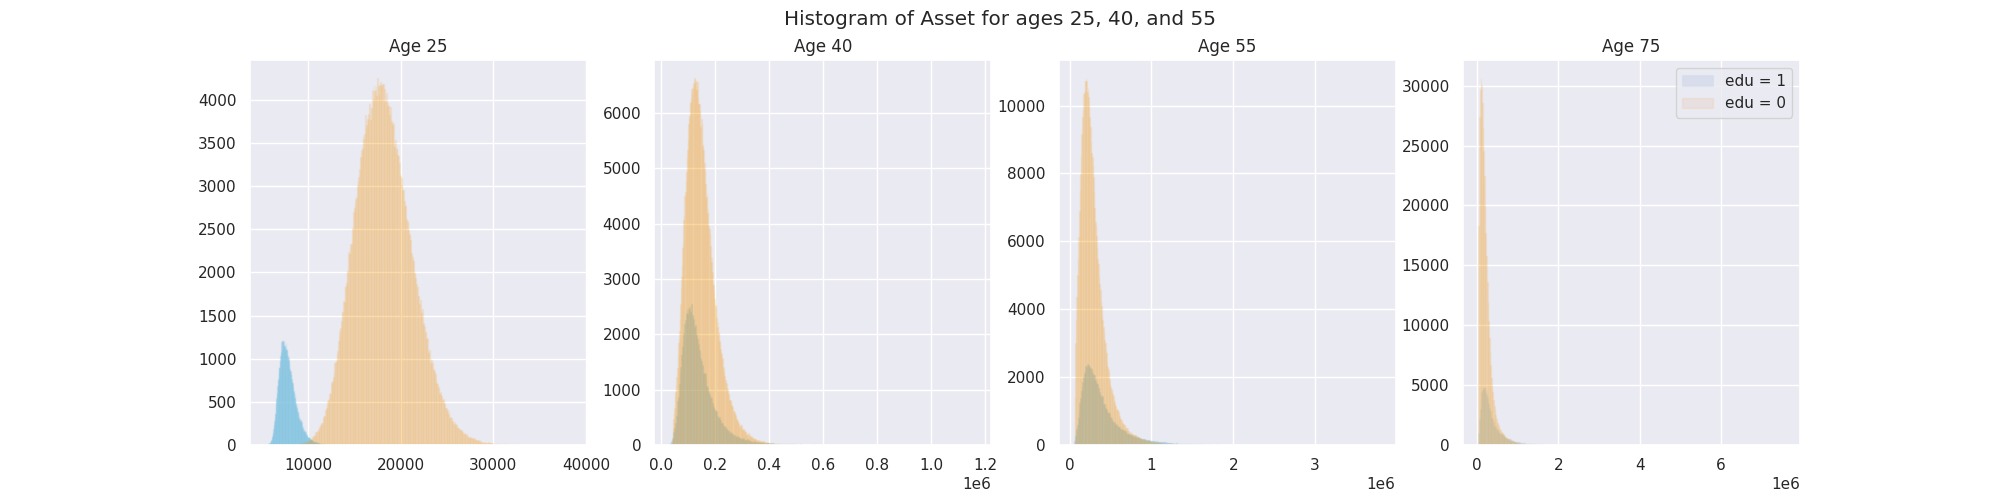 Histogram of Asset for ages 25, 40, and 55
Age 25
4000
3500
3000
2500
2000
1500
1000
500
0
10000 20000 30000 40000
Age 40
6000
5000
4000
3000
2000
1000
0
0.0 0.2 0.4 0.6 0.8 1.0 1.2
1e6
Age 55
10000
8000
6000
4000
2000
0
0 1 2 3
1e6
Age 75
30000
25000
20000
15000
10000
5000
0
0 2 4 6
1e6
edu = 1
edu = 0